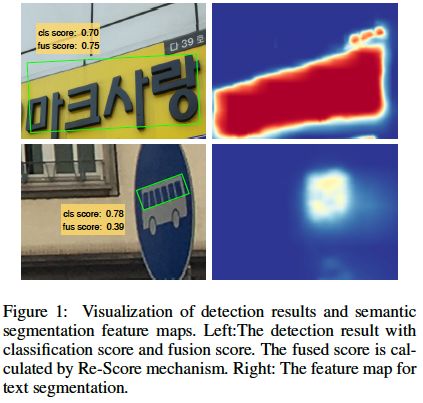 cls score: 0.70
fus score: 0.75
다 39 로
마크사랑
cls score: 0.78
fus score: 0.39
Figure 1: Visualization of detection results and semantic
segmentation feature maps. Left:The detection result with
classification score and fusion score. The fused score is cal-
culated by Re-Score mechanism. Right: The feature map for
text segmentation.